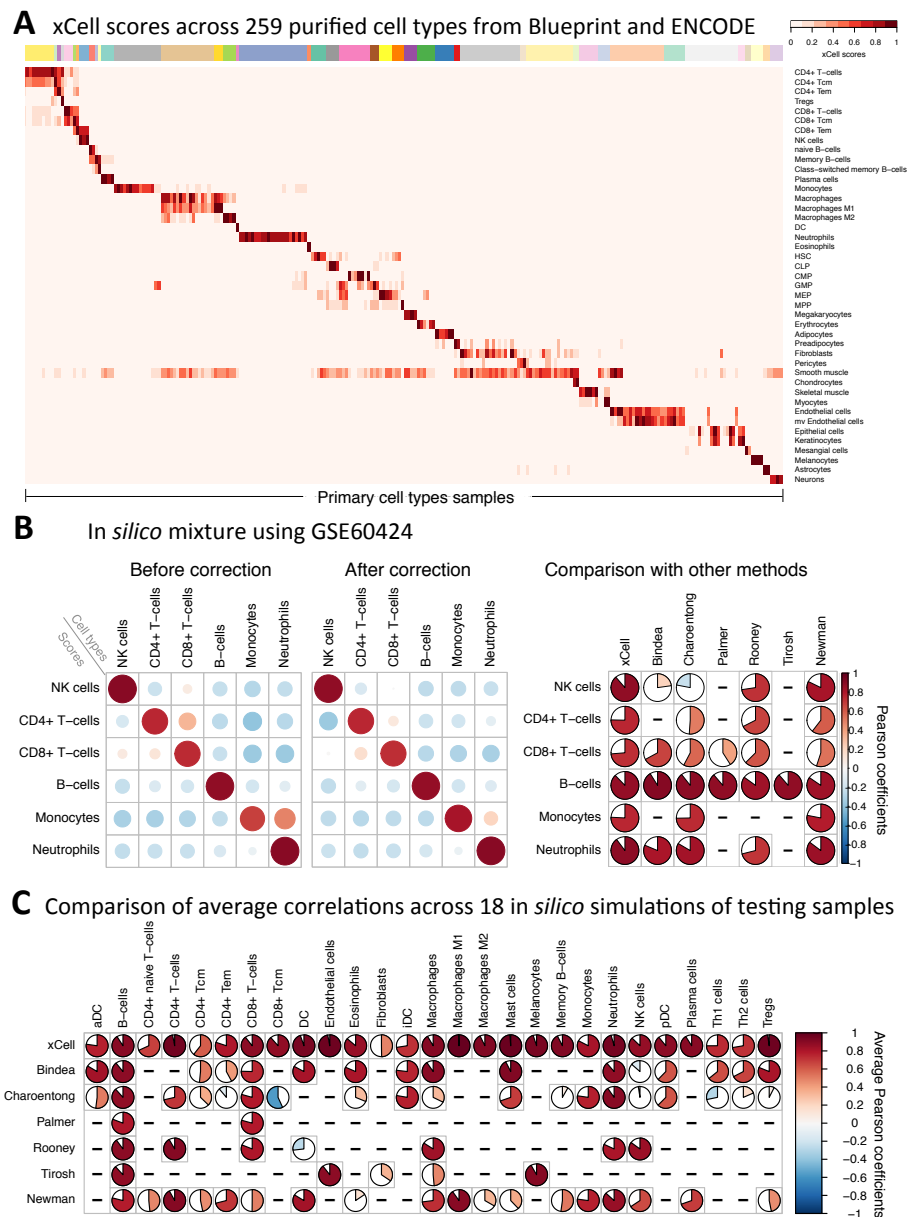 A xCell scores across 259 purified cell types from Blueprint and ENCODE
0 0.2 0.4 0.6 0.8 1
xCell scores
CD4+ T−cells
CD4+ Tcm
CD4+ Tem
Tregs
CD8+ T−cells
CD8+ Tcm
CD8+ Tem
NK cells
naive B−cells
Memory B−cells
Class−switched memory B−cells
Plasma cells
Monocytes
Macrophages
Macrophages M1
Macrophages M2
DC
Neutrophils
Eosinophils
HSC
CLP
CMP
GMP
MEP
MPP
Megakaryocytes
Erythrocytes
Adipocytes
Preadipocytes
Fibroblasts
Pericytes
Smooth muscle
Chondrocytes
Skeletal muscle
Myocytes
Endothelial cells
mv Endothelial cells
Epithelial cells
Keratinocytes
Mesangial cells
Melanocytes
Astrocytes
Neurons
Primary cell types samples
B In silico mixture using GSE60424
Before correction
Cell types
Scores
NK cells
CD4+ T−cells
CD8+ T−cells
B−cells
Monocytes
Neutrophils
NK cells
CD4+ T−cells
CD8+ T−cells
B−cells
Monocytes
Neutrophils
After correction
NK cells
CD4+ T−cells
CD8+ T−cells
B−cells
Monocytes
Neutrophils
Comparison with other methods
xCell
Bindea
Charoentong
Palmer
Rooney
Tirosh
Newman
NK cells
CD4+ T−cells
CD8+ T−cells
B−cells
Monocytes
Neutrophils
1
0.8
0.6
0.4
0.2
0
−0.2
−0.4
−0.6
−0.8
−1
Pearson coefficients
C Comparison of average correlations across 18 in silico simulations of testing samples
aDC
B−cells
CD4+ naive T−cells
CD4+ T−cells
CD4+ Tcm
CD4+ Tem
CD8+ T−cells
CD8+ Tcm
DC
Endothelial cells
Eosinophils
Fibroblasts
iDC
Macrophages
Macrophages M1
Macrophages M2
Mast cells
Melanocytes
Memory B−cells
Monocytes
Neutrophils
NK cells
pDC
Plasma cells
Th1 cells
Th2 cells
Tregs
xCell
Bindea
Charoentong
Palmer
Rooney
Tirosh
Newman
1
0.8
0.6
0.4
0.2
0
−0.2
−0.4
−0.6
−0.8
−1
Average Pearson coefficients